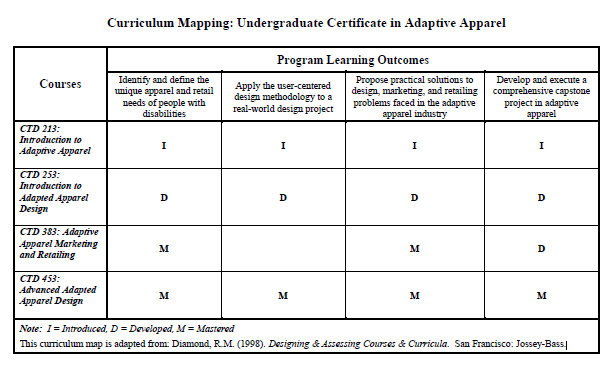 Curriculum Mapping: Undergraduate Certificate in Adaptive Apparel
Courses
Program Learning Outcomes
Identify and define the
unique apparel and retail
needs of people with
disabilities
Apply the user-centered
design methodology to a
real-world design project
Propose practical solutions to
design, marketing, and retailing
problems faced in the adaptive
apparel industry
Develop and execute a
comprehensive capstone
project in adaptive
apparel
CTD 213:
Introduction to
Adaptive Apparel
I
I
I
I
CTD 253:
Introduction to
Adapted Apparel
Design
D
D
D
D
CTD 383: Adaptive
Apparel Marketing
and Retailing
M
M
D
CTD 453:
Advanced Adapted
Apparel Design
M
M
M
M
Note: I = Introduced, D = Developed, M = Mastered
This curriculum map is adapted from: Diamond, R.M. (1998). Designing & Assessing Courses & Curricula. San Francisco: Jossey-Bass.